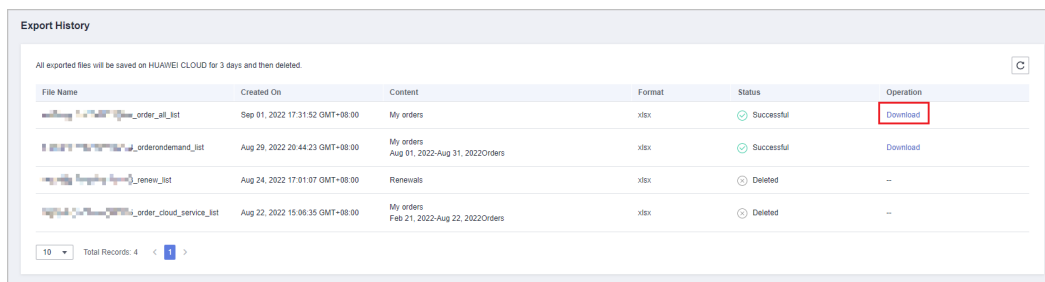 Export History
All exported files will be saved on HUAWEI CLOUD for 3 days and then deleted.
File Name Created On Content Format Status Operation
_order_all_list Sep 01, 2022 17:31:52 GMT+08:00 My orders xlsx Successful Download
_orderondemand_list Aug 29, 2022 20:44:23 GMT+08:00 My orders xlsx Successful Download
Aug 01, 2022-Aug 31, 2022Orders
_renew_list Aug 24, 2022 17:01:07 GMT+08:00 Renewals xlsx Deleted --
_order_cloud_service_list Aug 22, 2022 15:06:35 GMT+08:00 My orders xlsx Deleted --
Feb 21, 2022-Aug 22, 2022Orders
10 Total Records: 4 < 1 >